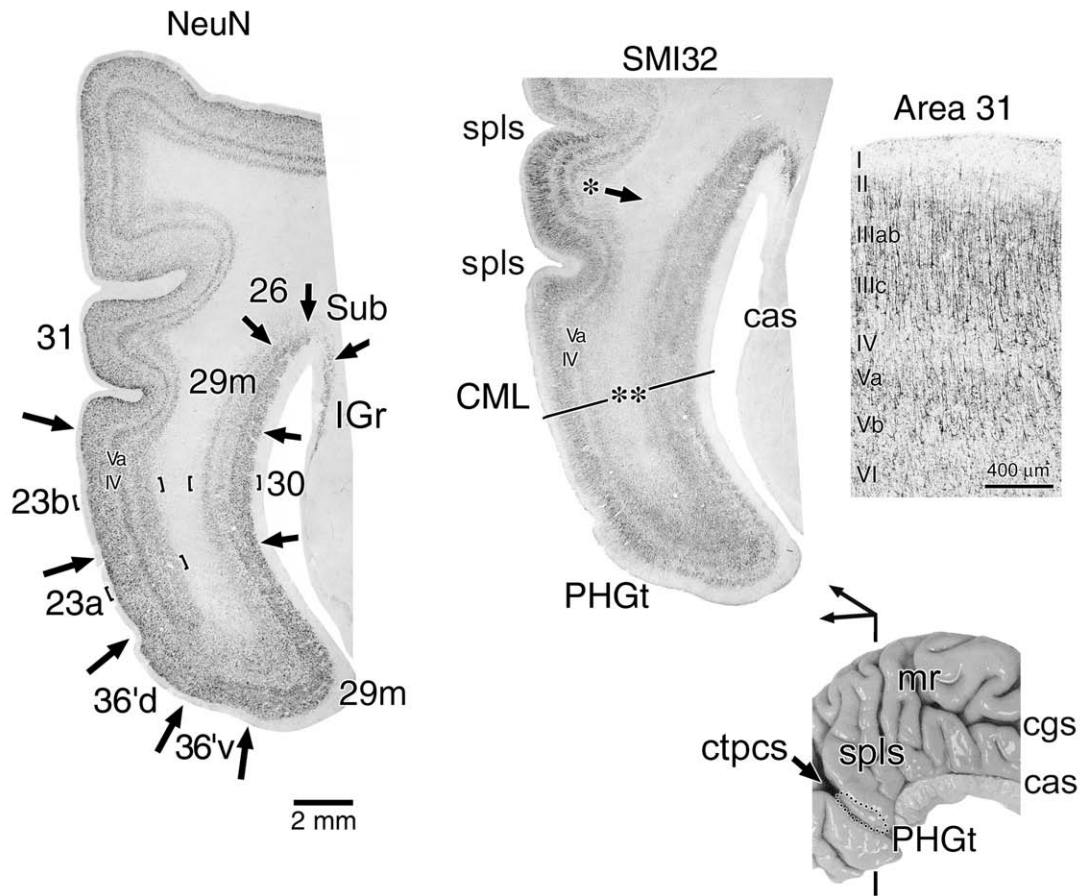 NeuN
31
26
Sub
29m
IGr
Va
IV
23b
30
23a
36'd
36'v
29m
2 mm
SMI32
spls
*
spls
Va
IV
cas
CML
**
PHGt
Area 31
I
II
IIIab
IIIc
IV
Va
Vb
VI
400 µm
mr
cgs
spls
ctpcs
cas
PHGt